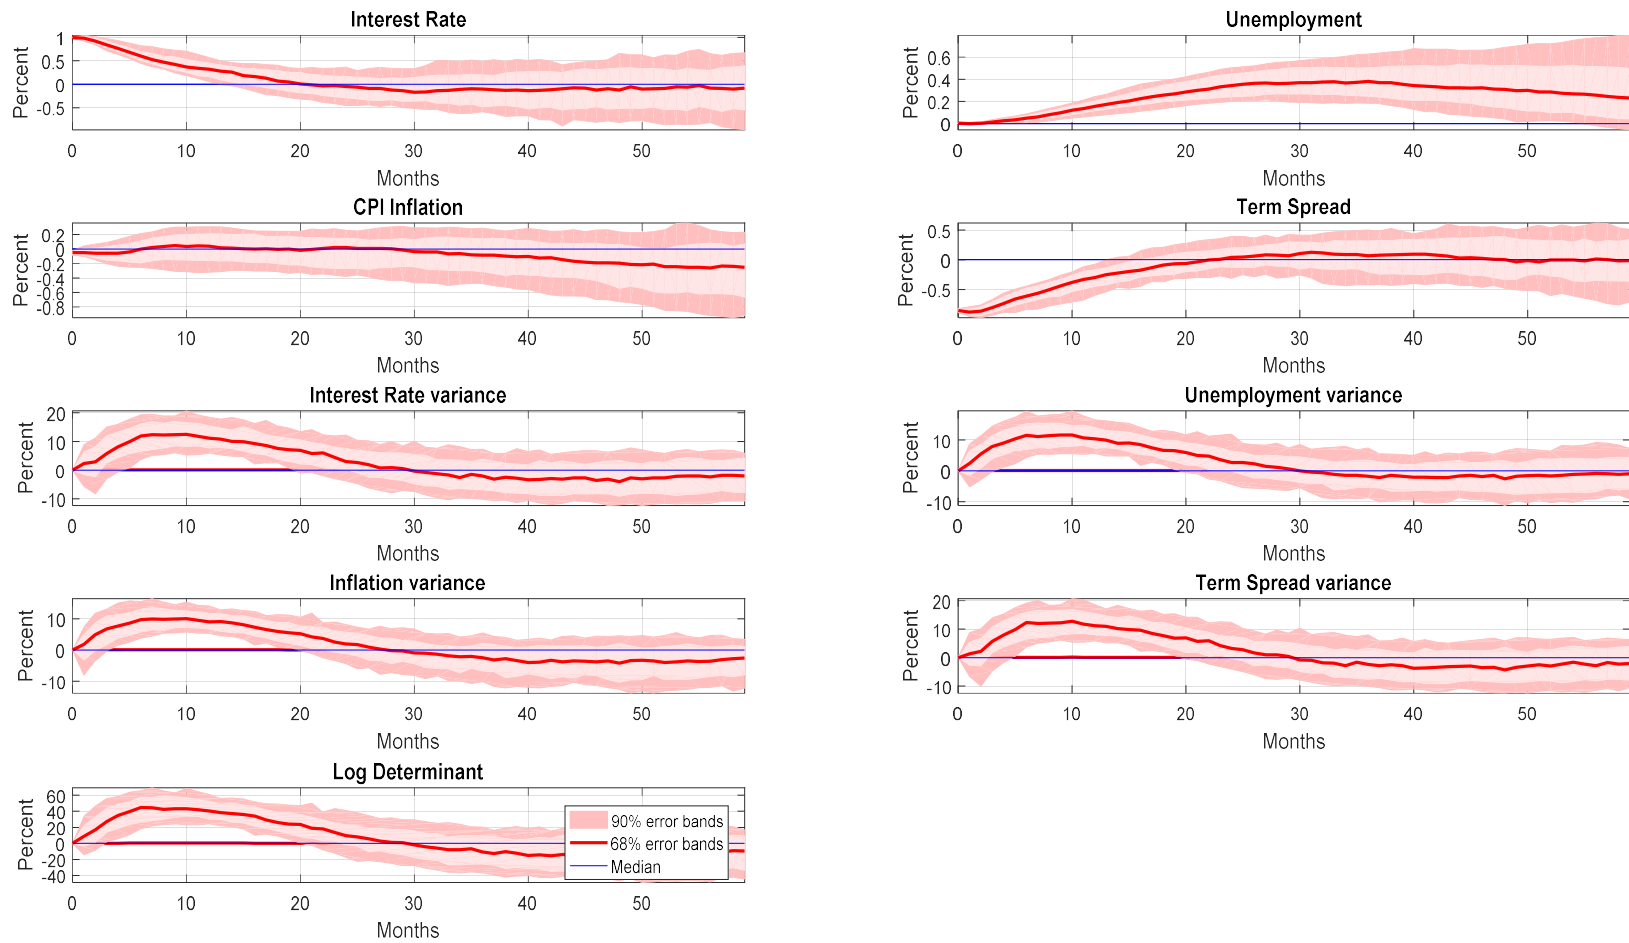 Interest Rate
Percent
1
0.5
0
-0.5
0 10 20 30 40 50
Months
Unemployment
Percent
0.6
0.4
0.2
0
0 10 20 30 40 50
Months
CPI Inflation
Percent
0.2
0
-0.2
-0.4
-0.6
-0.8
0 10 20 30 40 50
Months
Term Spread
Percent
0.5
0
-0.5
0 10 20 30 40 50
Months
Interest Rate variance
Percent
20
10
0
-10
0 10 20 30 40 50
Months
Unemployment variance
Percent
10
0
-10
0 10 20 30 40 50
Months
Inflation variance
Percent
10
0
-10
0 10 20 30 40 50
Months
Term Spread variance
Percent
20
10
0
-10
0 10 20 30 40 50
Months
Log Determinant
Percent
60
40
20
0
-20
-40
0 10 20 30 40 50
Months
90% error bands
68% error bands
Median